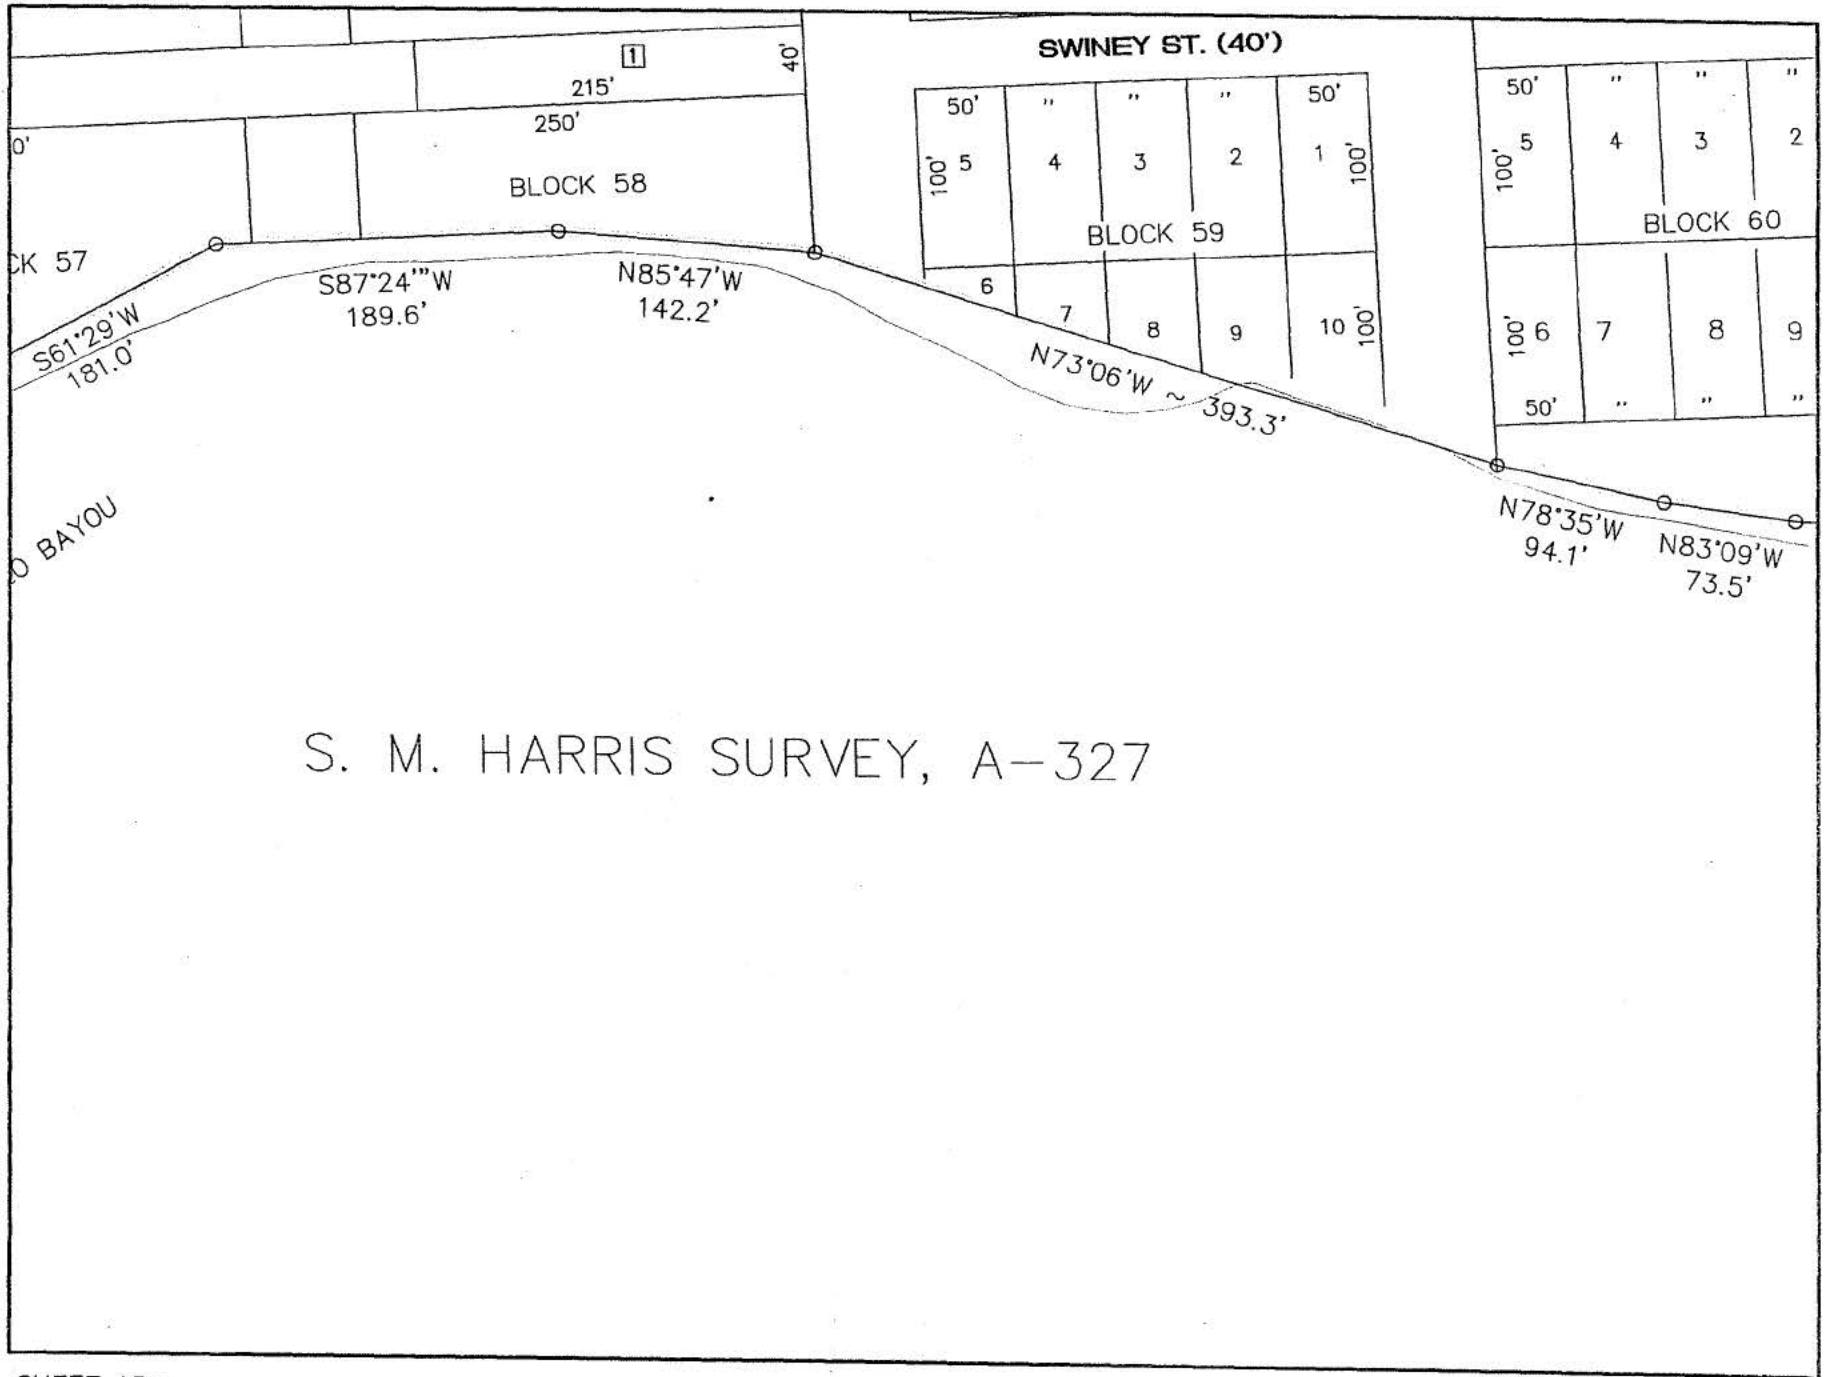 SWINEY ST. (40')
1
215'
40'
250'
0'
BLOCK 58
50' " " " 50'
100' 5 4 3 2 1 100'
BLOCK 59
6 7 8 9 10 100'
50' " " "
100' 5 4 3 2
BLOCK 60
100' 6 7 8 9
50' " " "
CK 57
S61°29'W
181.0'
S87°24'"W
189.6'
N85°47'W
142.2'
N73°06'W ~ 393.3'
N78°35'W
94.1'
N83°09'W
73.5'
O BAYOU
S. M. HARRIS SURVEY, A-327